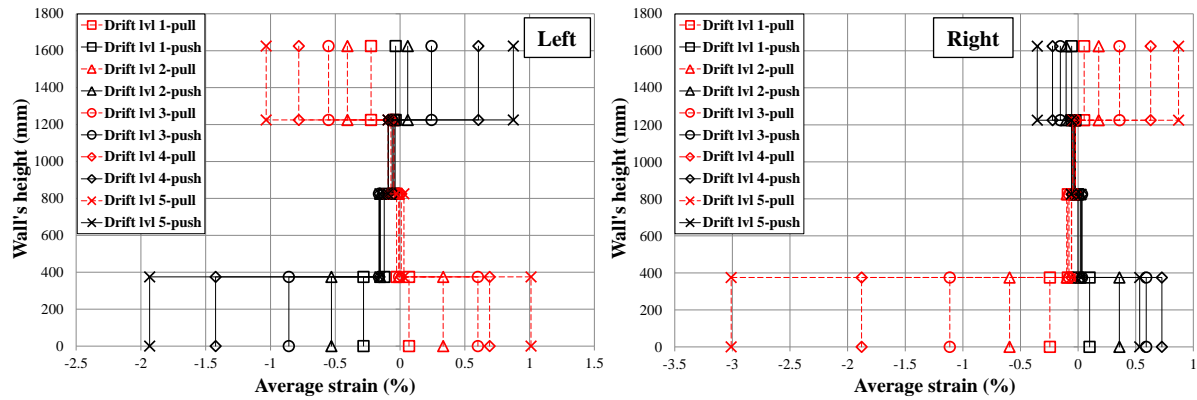 Left
Drift lvl 1-pull
Drift lvl 1-push
Drift lvl 2-pull
Drift lvl 2-push
Drift lvl 3-pull
Drift lvl 3-push
Drift lvl 4-pull
Drift lvl 4-push
Drift lvl 5-pull
Drift lvl 5-push
Wall's height (mm)
1800
1600
1400
1200
1000
800
600
400
200
0
-2 -1.5 -1 -0.5 0 0.5 1 1.5
Average strain (%)
Right
Drift lvl 1-pull
Drift lvl 1-push
Drift lvl 2-pull
Drift lvl 2-push
Drift lvl 3-pull
Drift lvl 3-push
Drift lvl 4-pull
Drift lvl 4-push
Drift lvl 5-pull
Drift lvl 5-push
Wall's height (mm)
1800
1600
1400
1200
1000
800
600
400
200
0
-3.5 -3 -2.5 -2 -1.5 -1 -0.5 0 0.5 1
Average strain (%)